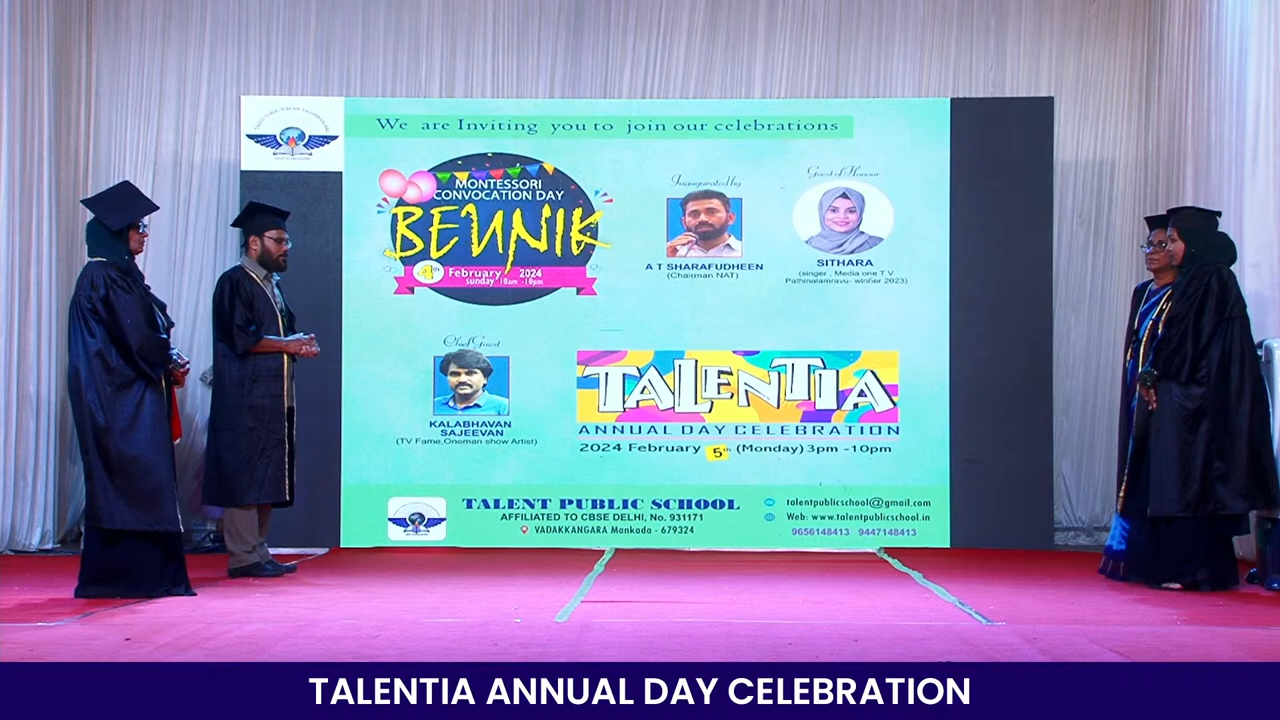 We are Inviting you to join our celebrations
MONTESSORI
CONVOCATION DAY
BEUNIK
4th February 2024
sunday 10am -10pm
Inaugurated by
A T SHARAFUDHEEN
(Chairman NAT)
Guest of Honour
SITHARA
(singer , Media one T V
Pathinalamravu- winner 2023)
Chief Guest
KALABHAVAN
SAJEEVAN
(TV Fame,Oneman show Artist)
TALENTIA
ANNUAL DAY CELEBRATION
2024 February 5th (Monday) 3pm -10pm
TALENT PUBLIC SCHOOL
AFFILIATED TO CBSE DELHI, No. 931171
VADAKKANGARA Mankada - 679324
talentpublicschool@gmail.com
Web: www.talentpublicschool.in
9656148413 9447148413
TALENTIA ANNUAL DAY CELEBRATION